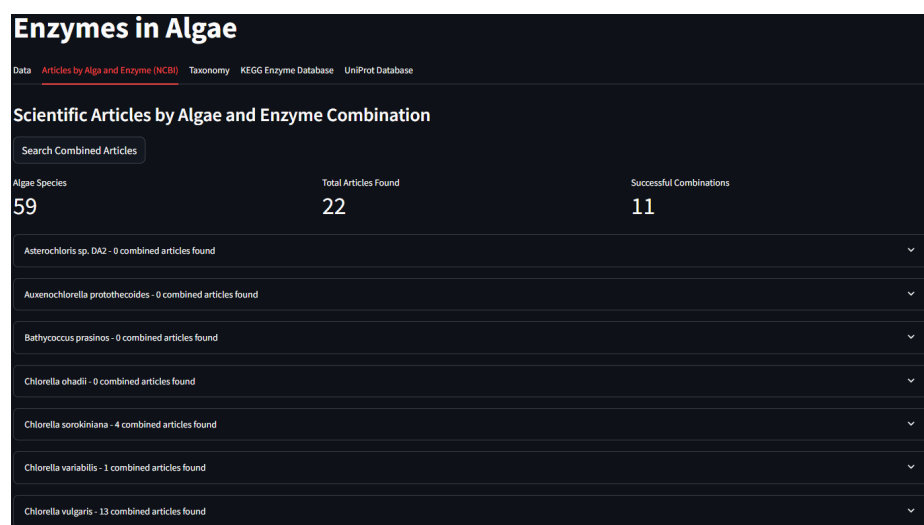 Enzymes in Algae
Data Articles by Alga and Enzyme (NCBI) Taxonomy KEGG Enzyme Database UniProt Database
Scientific Articles by Algae and Enzyme Combination
Search Combined Articles
Algae Species Total Articles Found Successful Combinations
59 22 11
Asterochloris sp. DA2 - 0 combined articles found
Auxenochlorella protothecoides - 0 combined articles found
Bathycoccus prasinos - 0 combined articles found
Chlorella ohadii - 0 combined articles found
Chlorella sorokiniana - 4 combined articles found
Chlorella variabilis - 1 combined articles found
Chlorella vulgaris - 13 combined articles found